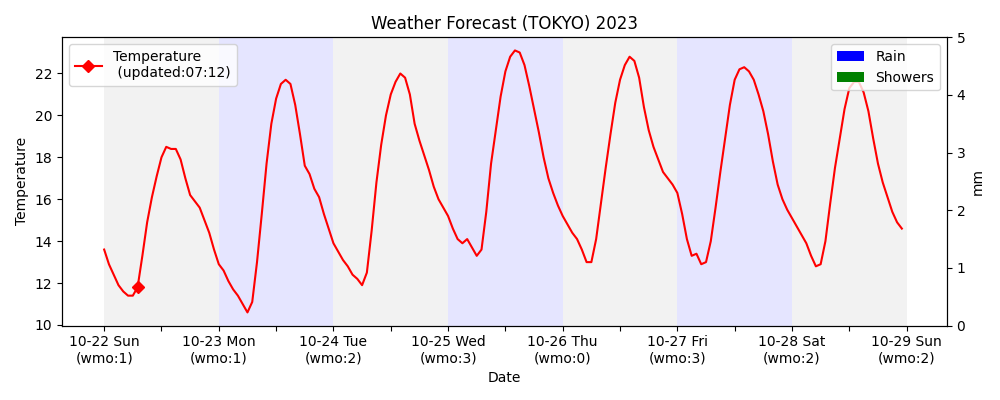 Weather Forecast (TOKYO) 2023
Temperature
(updated:07:12)
Rain
Showers
Temperature
22
20
18
16
14
12
10
5
4
3
2
1
0
mm
10-22 Sun
(wmo:1)
10-23 Mon
(wmo:1)
10-24 Tue
(wmo:2)
10-25 Wed
(wmo:3)
10-26 Thu
(wmo:0)
10-27 Fri
(wmo:3)
10-28 Sat
(wmo:2)
10-29 Sun
(wmo:2)
Date